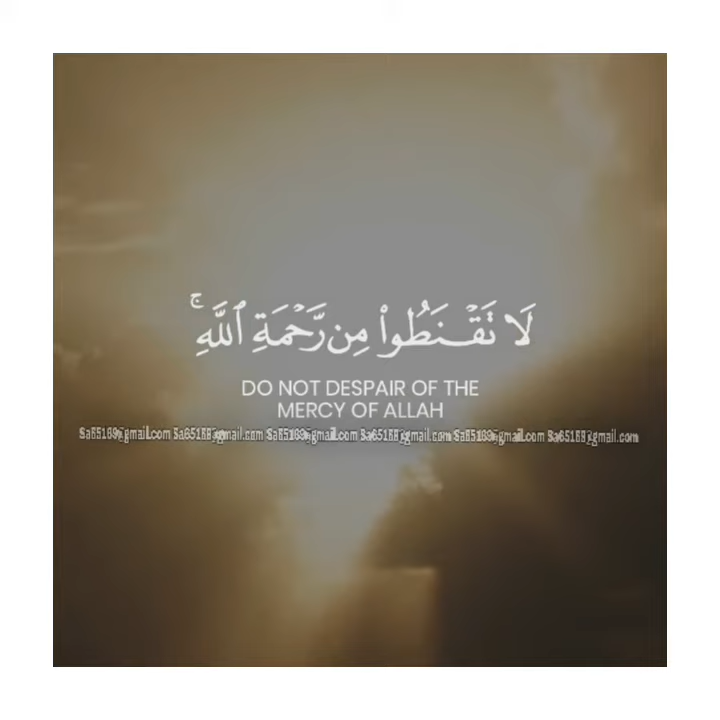 لَا تَقْنَطُوا۟ مِن رَّحْمَةِ ٱللَّهِ ۚ
DO NOT DESPAIR OF THE
MERCY OF ALLAH